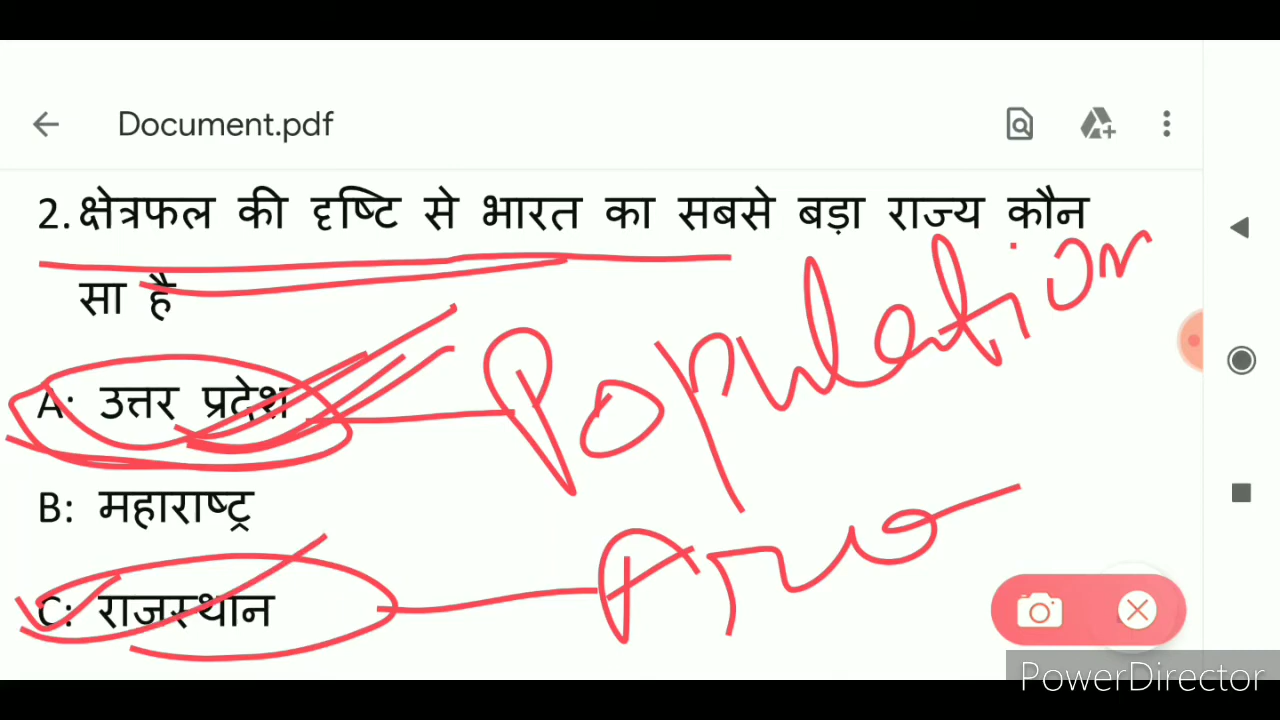 Document.pdf
2. क्षेत्रफल की दृष्टि से भारत का सबसे बड़ा राज्य कौन
सा है
Population
A: उत्तर प्रदेश
B: महाराष्ट्र
Area
C: राजस्थान
PowerDirector